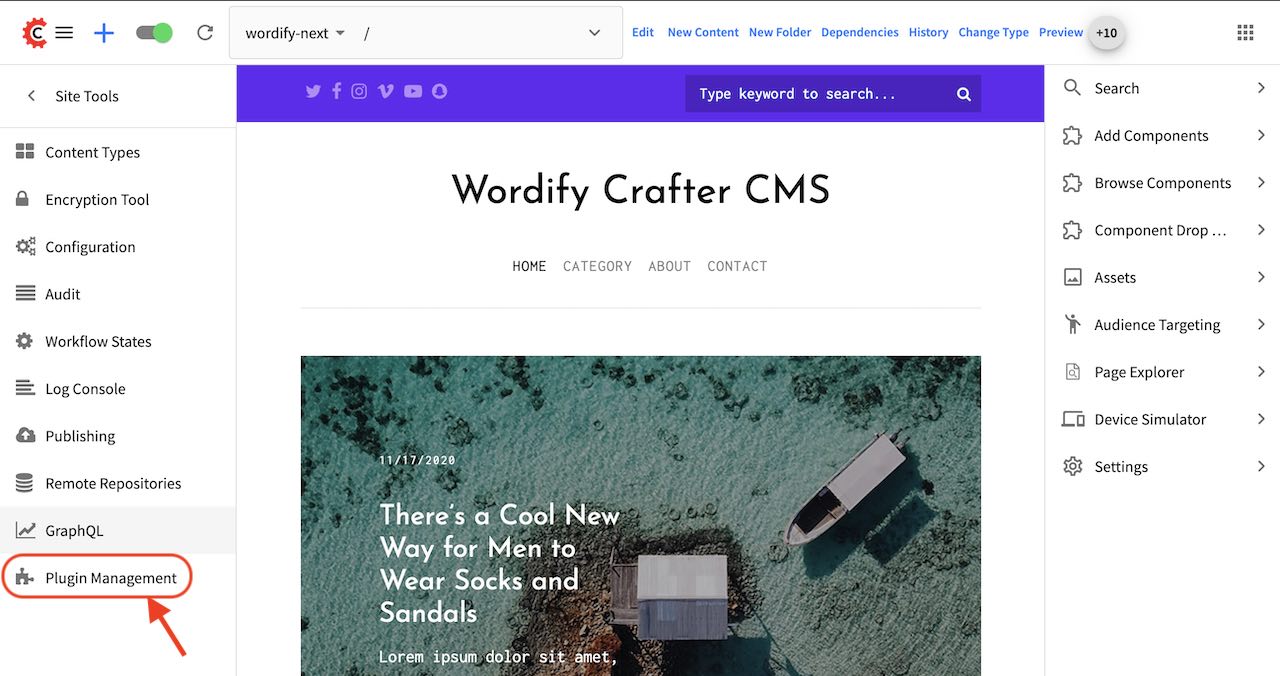 wordify-next
/
Edit New Content New Folder Dependencies History Change Type Preview +10
Site Tools
Content Types
Encryption Tool
Configuration
Audit
Workflow States
Log Console
Publishing
Remote Repositories
GraphQL
Plugin Management
Type keyword to search...
Wordify Crafter CMS
HOME CATEGORY ABOUT CONTACT
11/17/2020
There's a Cool New
Way for Men to
Wear Socks and
Sandals
Lorem ipsum dolor sit amet,
Search
Add Components
Browse Components
Component Drop ...
Assets
Audience Targeting
Page Explorer
Device Simulator
Settings